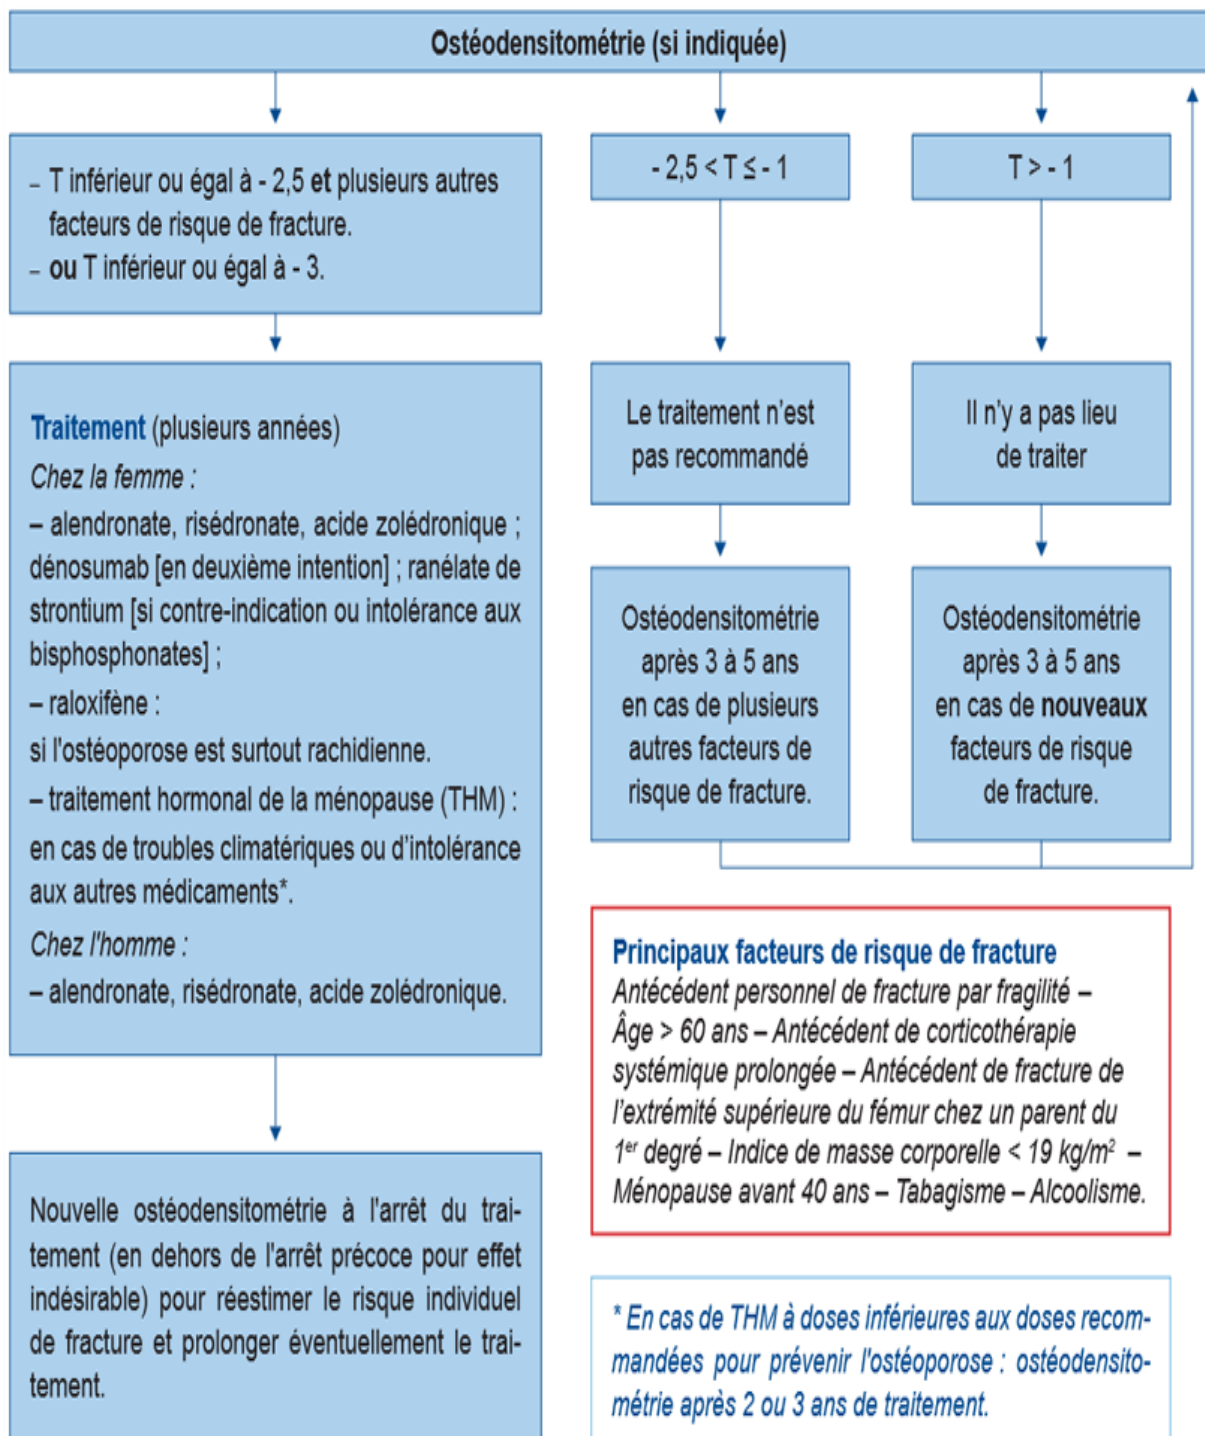 Ostéodensitométrie (si indiquée)
– T inférieur ou égal à - 2,5 et plusieurs autres
facteurs de risque de fracture.
– ou T inférieur ou égal à - 3.
- 2,5 < T ≤ - 1
T > - 1
Traitement (plusieurs années)
Chez la femme :
– alendronate, risédronate, acide zolédronique ;
dénosumab [en deuxième intention] ; ranélate de
strontium [si contre-indication ou intolérance aux
bisphosphonates] ;
– raloxifène :
si l'ostéoporose est surtout rachidienne.
– traitement hormonal de la ménopause (THM) :
en cas de troubles climatériques ou d’intolérance
aux autres médicaments*.
Chez l'homme :
– alendronate, risédronate, acide zolédronique.
Le traitement n’est
pas recommandé
Il n’y a pas lieu
de traiter
Ostéodensitométrie
après 3 à 5 ans
en cas de plusieurs
autres facteurs de
risque de fracture.
Ostéodensitométrie
après 3 à 5 ans
en cas de nouveaux
facteurs de risque
de fracture.
Nouvelle ostéodensitométrie à l'arrêt du trai-
tement (en dehors de l'arrêt précoce pour effet
indésirable) pour réestimer le risque individuel
de fracture et prolonger éventuellement le trai-
tement.
Principaux facteurs de risque de fracture
Antécédent personnel de fracture par fragilité –
Âge > 60 ans – Antécédent de corticothérapie
systémique prolongée – Antécédent de fracture de
l’extrémité supérieure du fémur chez un parent du
1er degré – Indice de masse corporelle < 19 kg/m² –
Ménopause avant 40 ans – Tabagisme – Alcoolisme.
* En cas de THM à doses inférieures aux doses recom-
mandées pour prévenir l'ostéoporose : ostéodensito-
métrie après 2 ou 3 ans de traitement.